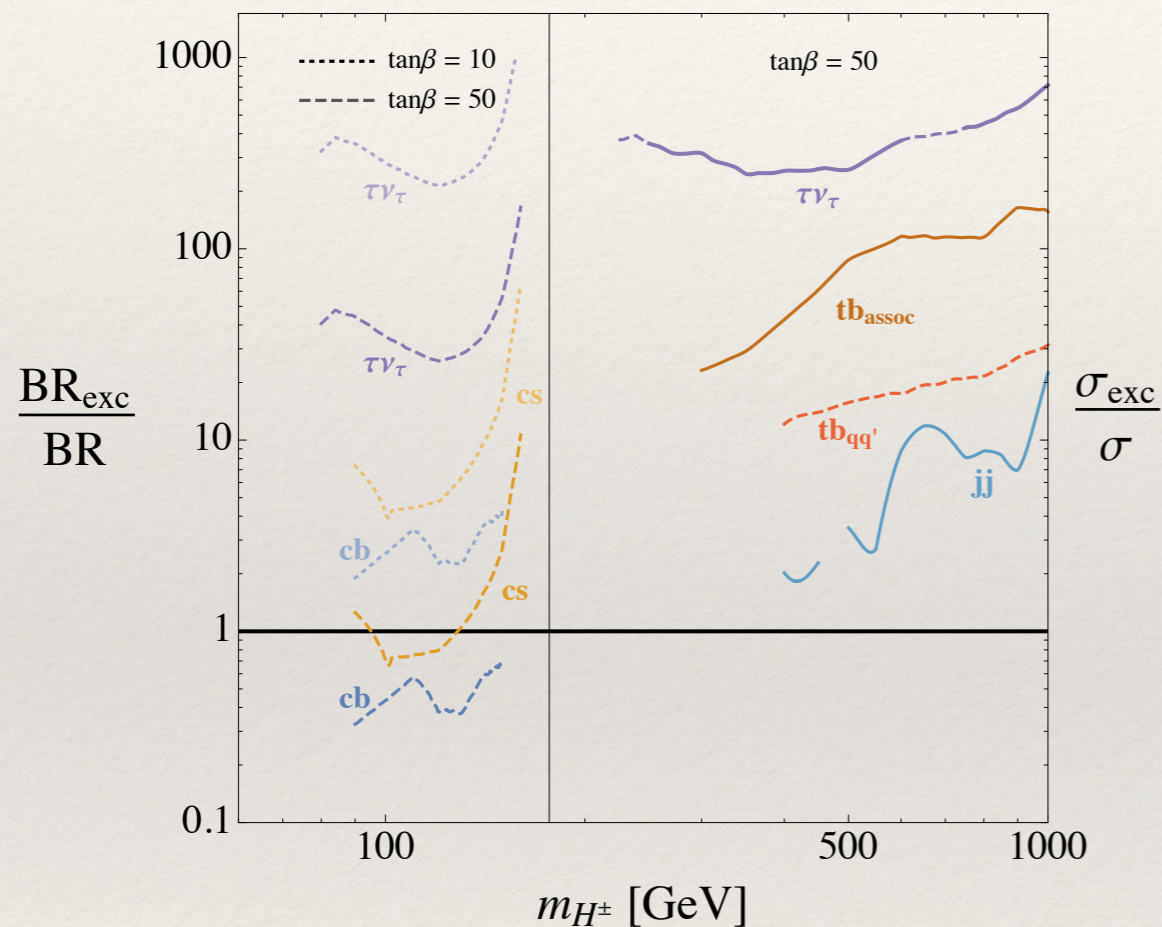 1000
100
10
1
0.1
BR_exc
BR
tanβ = 10
tanβ = 50
τν_τ
τν_τ
cs
cb
cs
cb
tanβ = 50
τν_τ
tb_assoc
tb_qq'
jj
σ_exc
σ
100
500
1000
m_H± [GeV]